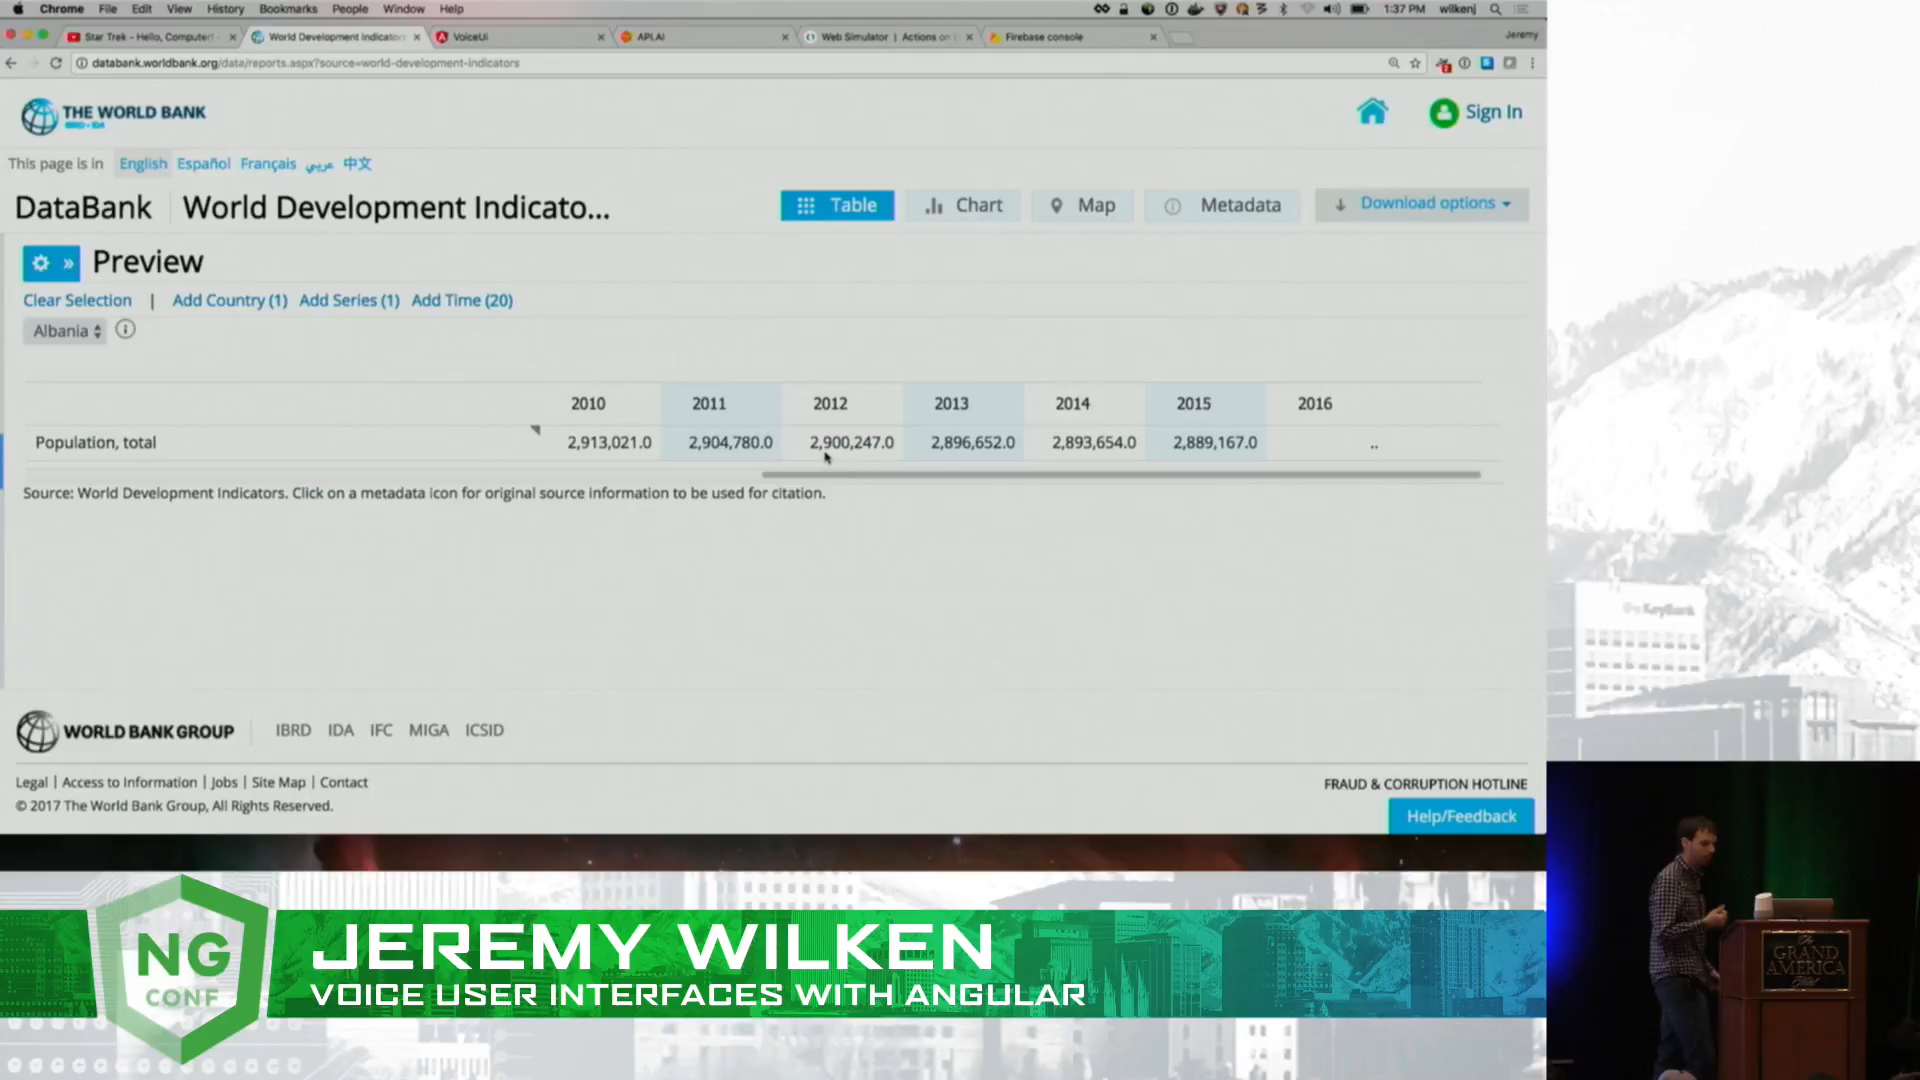 Chrome File Edit View History Bookmarks People Window Help 1:37 PM wilkenj
Star Trek - Hello, Computer! World Development Indicators VoiceUI API.AI Web Simulator | Actions on Firebase console Jeremy
databank.worldbank.org/data/reports.aspx?source=world-development-indicators
THE WORLD BANK
IBRD • IDA
Sign In
This page is in English Español Français عربي 中文
DataBank World Development Indicato...
Table Chart Map Metadata Download options
» Preview
Clear Selection | Add Country (1) Add Series (1) Add Time (20)
Albania
2010 2011 2012 2013 2014 2015 2016
Population, total 2,913,021.0 2,904,780.0 2,900,247.0 2,896,652.0 2,893,654.0 2,889,167.0 ..
Source: World Development Indicators. Click on a metadata icon for original source information to be used for citation.
WORLD BANK GROUP IBRD IDA IFC MIGA ICSID
Legal | Access to Information | Jobs | Site Map | Contact
FRAUD & CORRUPTION HOTLINE
© 2017 The World Bank Group, All Rights Reserved.
Help/Feedback
KeyBank
NG
CONF
JEREMY WILKEN
VOICE USER INTERFACES WITH ANGULAR
The
GRAND
AMERICA
Hotel